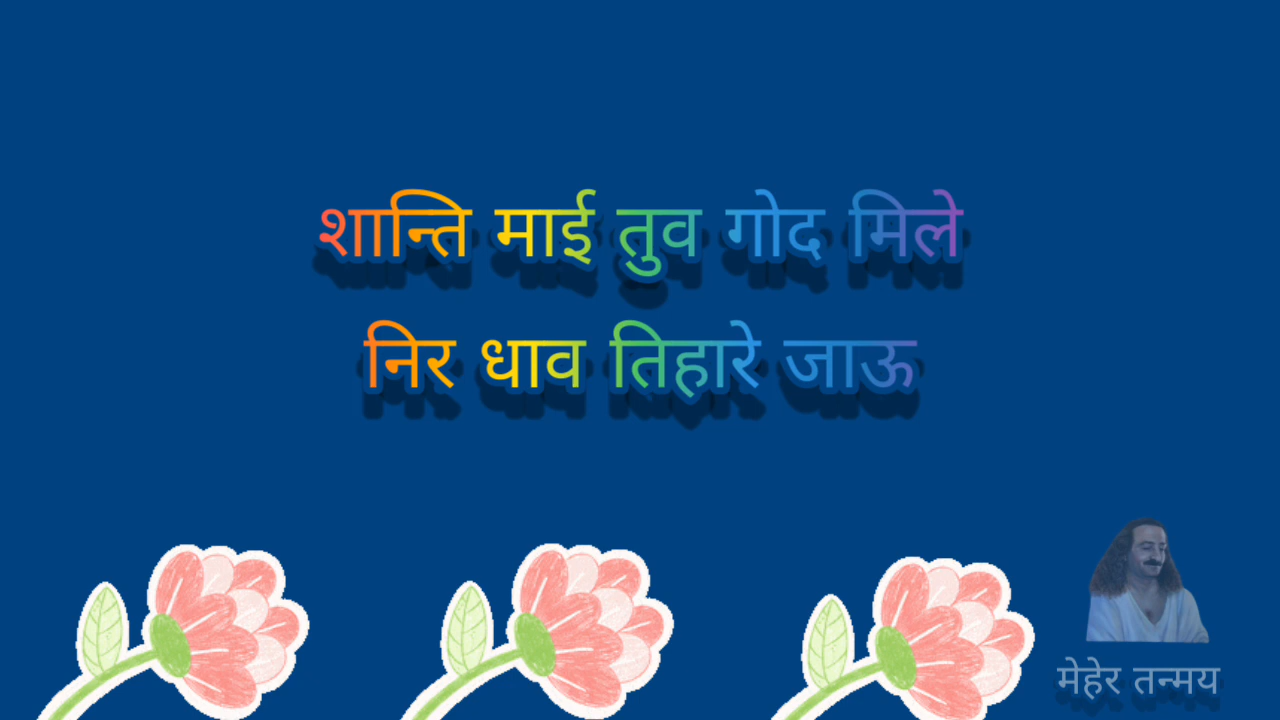 शान्ति माई तुव गोद मिले
निर धाव तिहारे जाऊ
मेहेर तन्मय